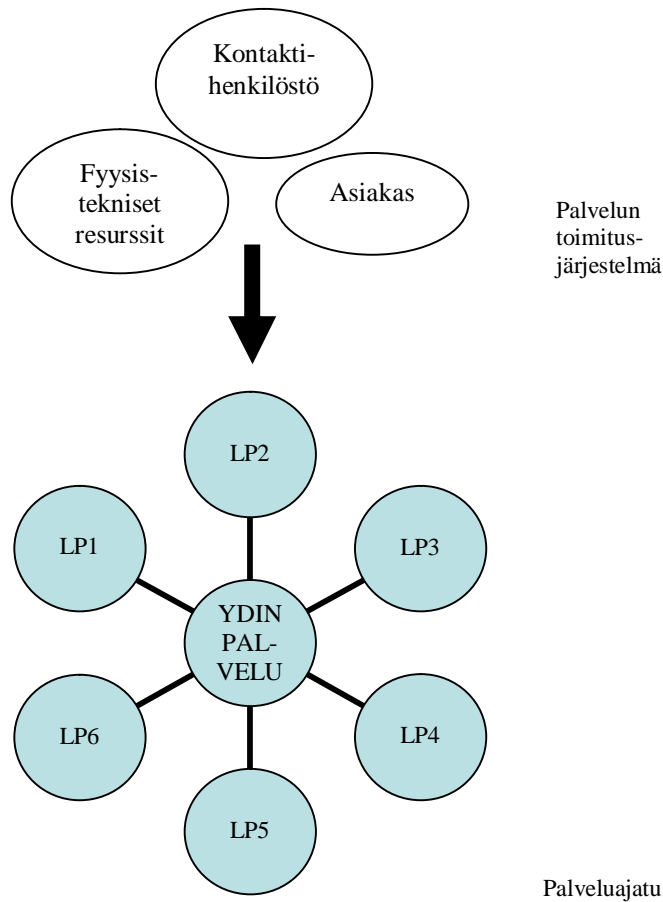 Kontakti-
henkilöstö
Fyysis-
tekniset
resurssit
Asiakas
Palvelun
toimitus-
järjestelmä
LP2
LP1
LP3
YDIN
PAL-
VELU
LP6
LP4
LP5
Palveluajatu